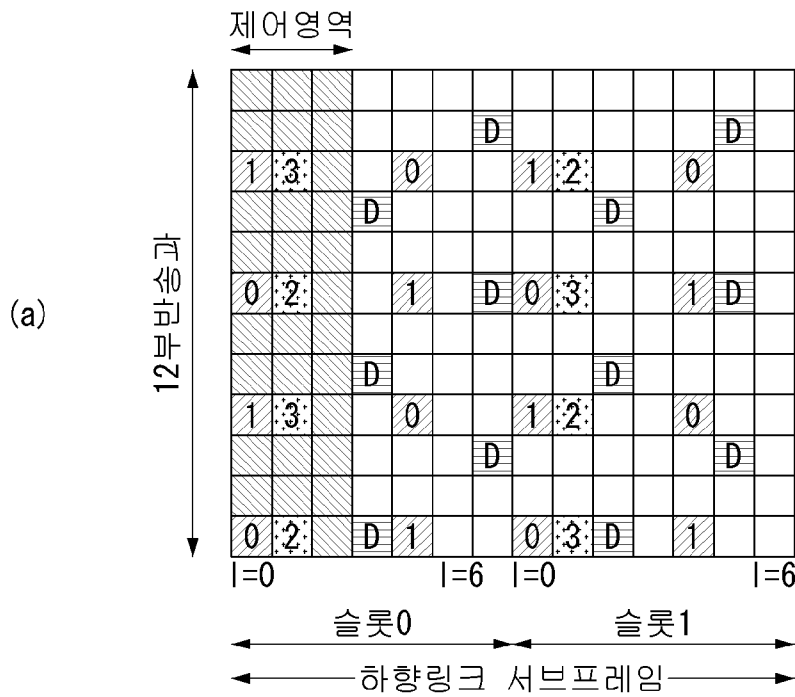 제어영역
D D
1 3 0 1 2 0
D D
0 2 1 D 0 3 1 D
D D
1 3 0 1 2 0
D D
0 2 D 1 0 3 D 1
12부반송과
(a)
l=0 l=6 l=0 l=6
슬롯0 슬롯1
하향링크 서브프레임